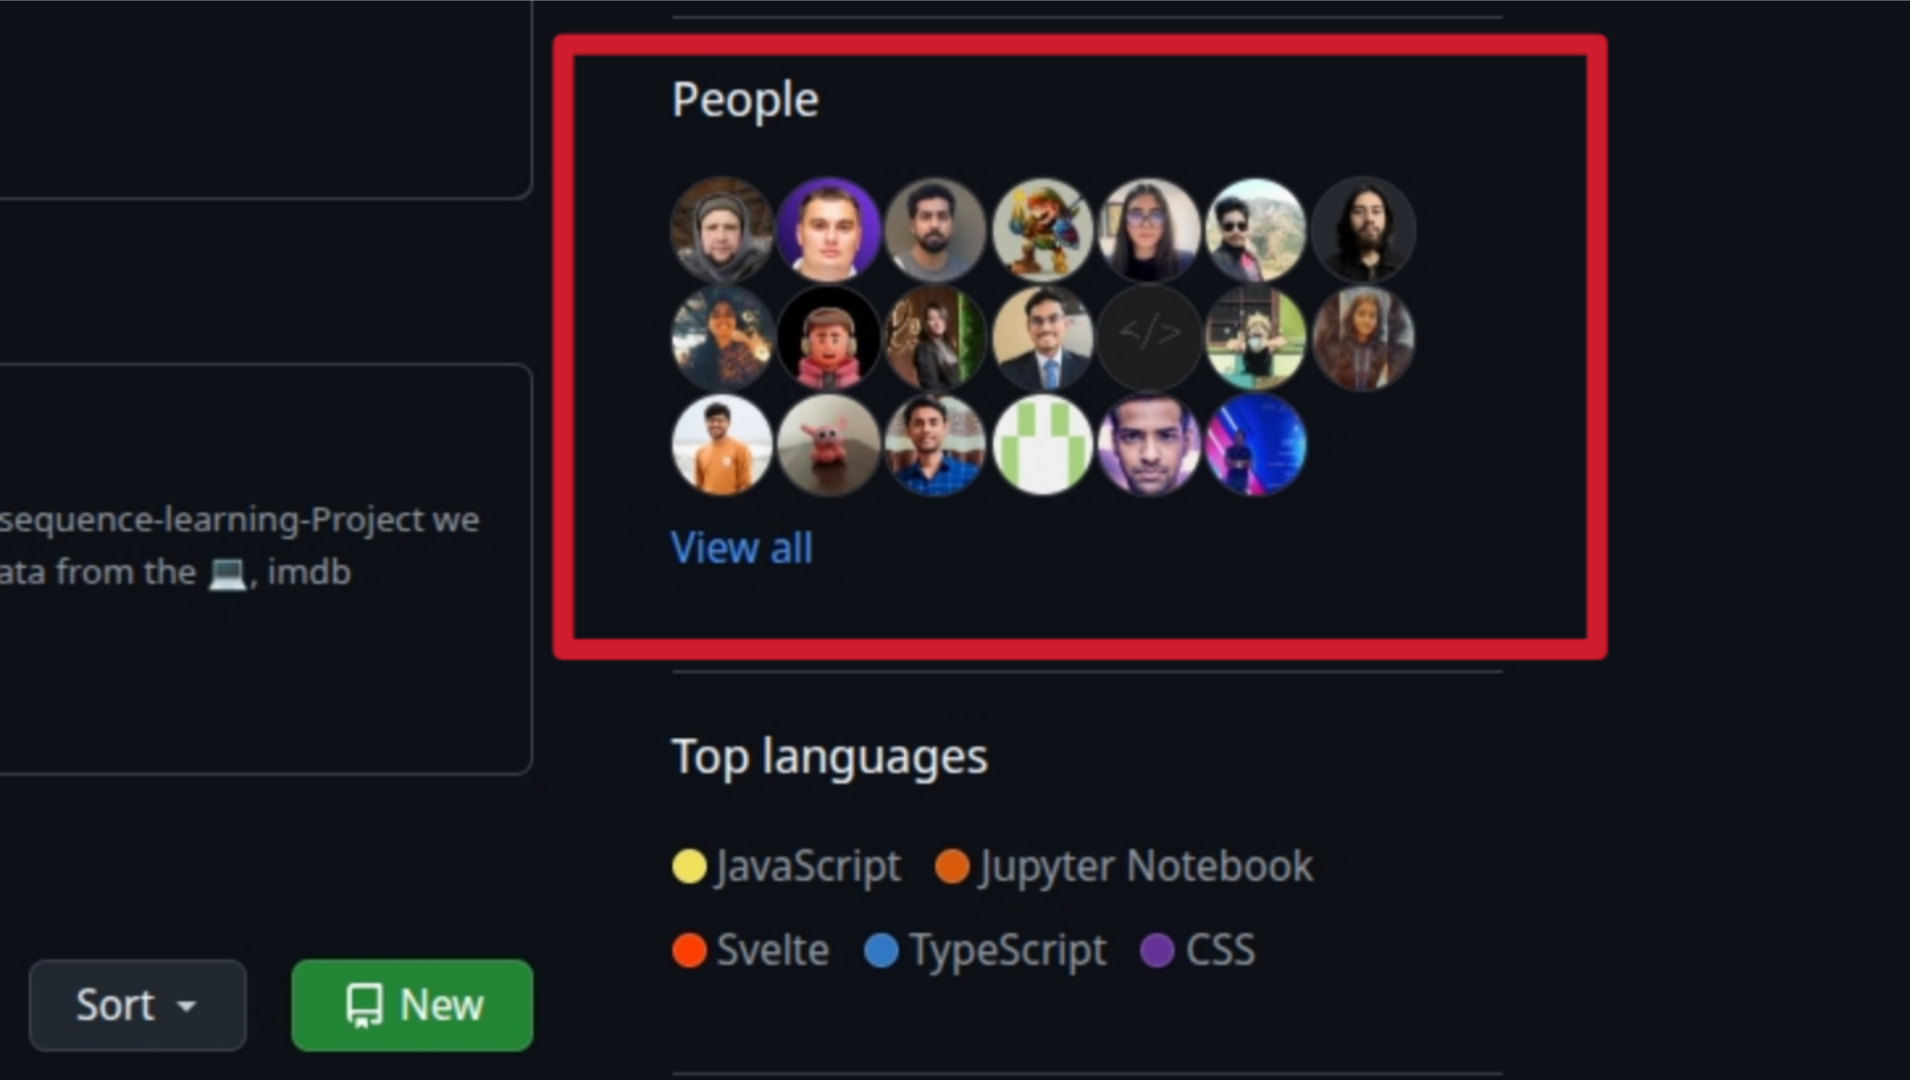 People
</>
View all
sequence-learning-Project we
ata from the 💻, imdb
Top languages
JavaScript Jupyter Notebook
Svelte TypeScript CSS
Sort New